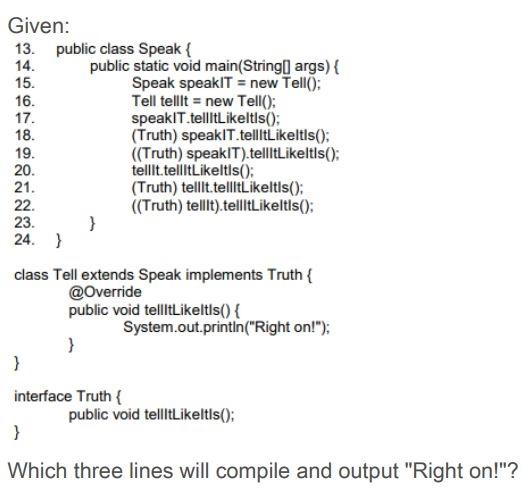 Given:
13. public class Speak {
14. public static void main(String[] args) {
15. Speak speakIT = new Tell();
16. Tell tellIt = new Tell();
17. speakIT.tellItLikeItIs();
18. (Truth) speakIT.tellItLikeItIs();
19. ((Truth) speakIT).tellItLikeItIs();
20. tellIt.tellItLikeItIs();
21. (Truth) tellIt.tellItLikeItIs();
22. ((Truth) tellIt).tellItLikeItIs();
23. }
24. }
class Tell extends Speak implements Truth {
@Override
public void tellItLikeItIs() {
System.out.println("Right on!");
}
}
interface Truth {
public void tellItLikeItIs();
}
Which three lines will compile and output "Right on!"?